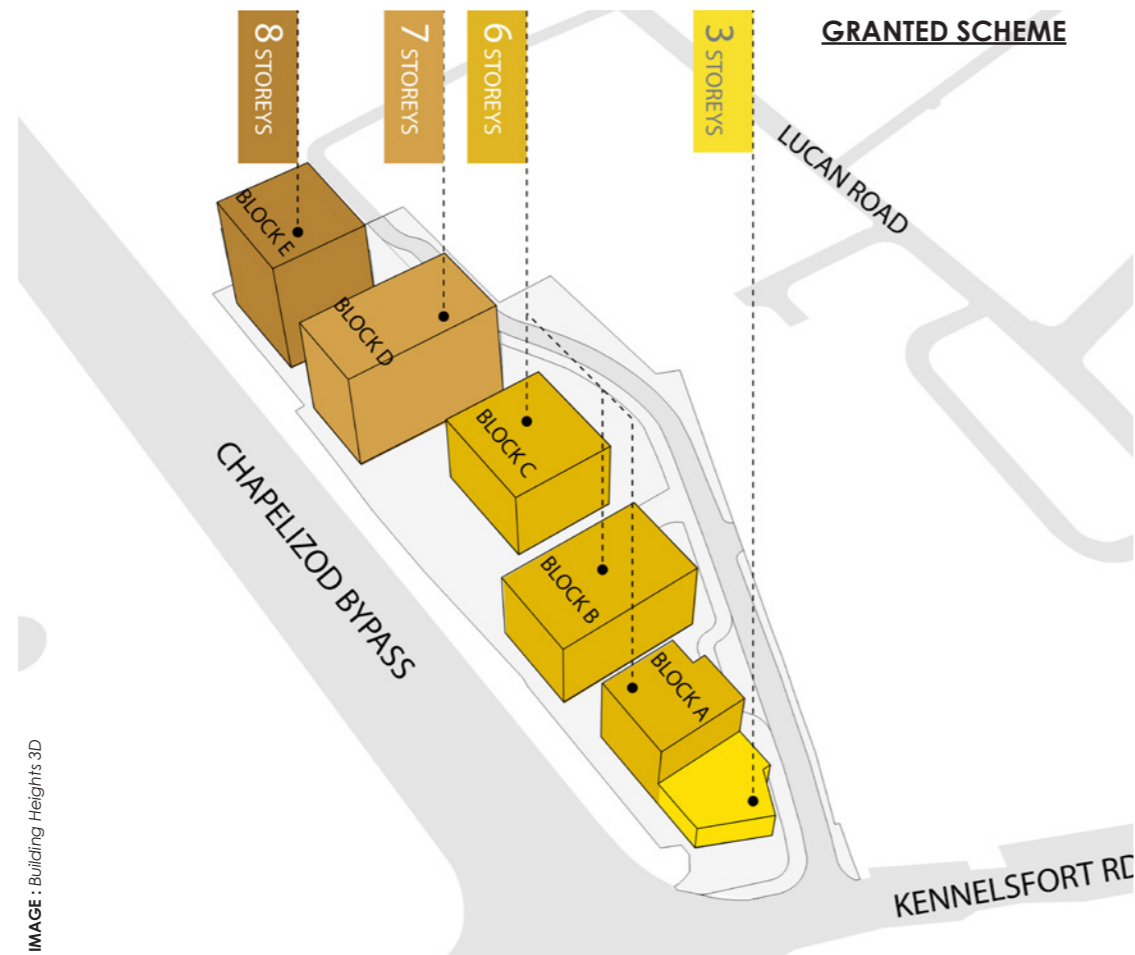 GRANTED SCHEME
8 STOREYS
7 STOREYS
6 STOREYS
3 STOREYS
LUCAN ROAD
BLOCK E
BLOCK D
BLOCK C
BLOCK B
BLOCK A
CHAPELIZOD BYPASS
KENNELSFORT RD
IMAGE : Building Heights 3D